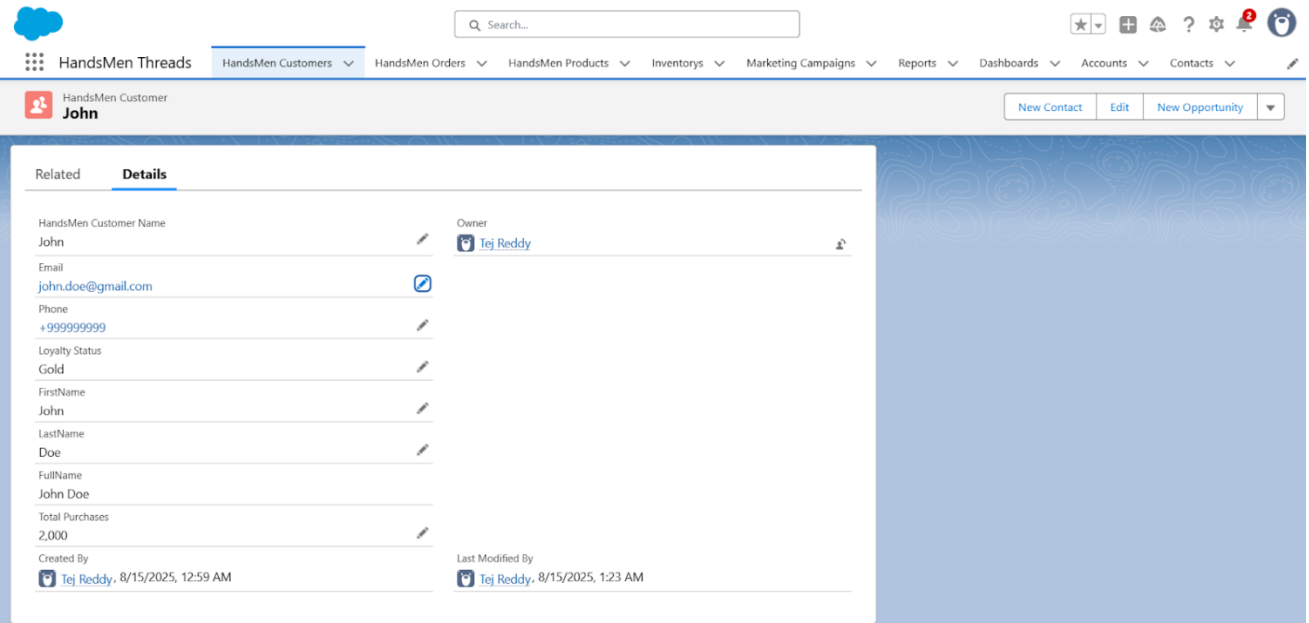 Search...
2
HandsMen Threads HandsMen Customers HandsMen Orders HandsMen Products Inventorys Marketing Campaigns Reports Dashboards Accounts Contacts
HandsMen Customer
John
New Contact Edit New Opportunity
Related Details
HandsMen Customer Name
John
Owner
Tej Reddy
Email
john.doe@gmail.com
Phone
+999999999
Loyalty Status
Gold
FirstName
John
LastName
Doe
FullName
John Doe
Total Purchases
2,000
Created By
Tej Reddy, 8/15/2025, 12:59 AM
Last Modified By
Tej Reddy, 8/15/2025, 1:23 AM